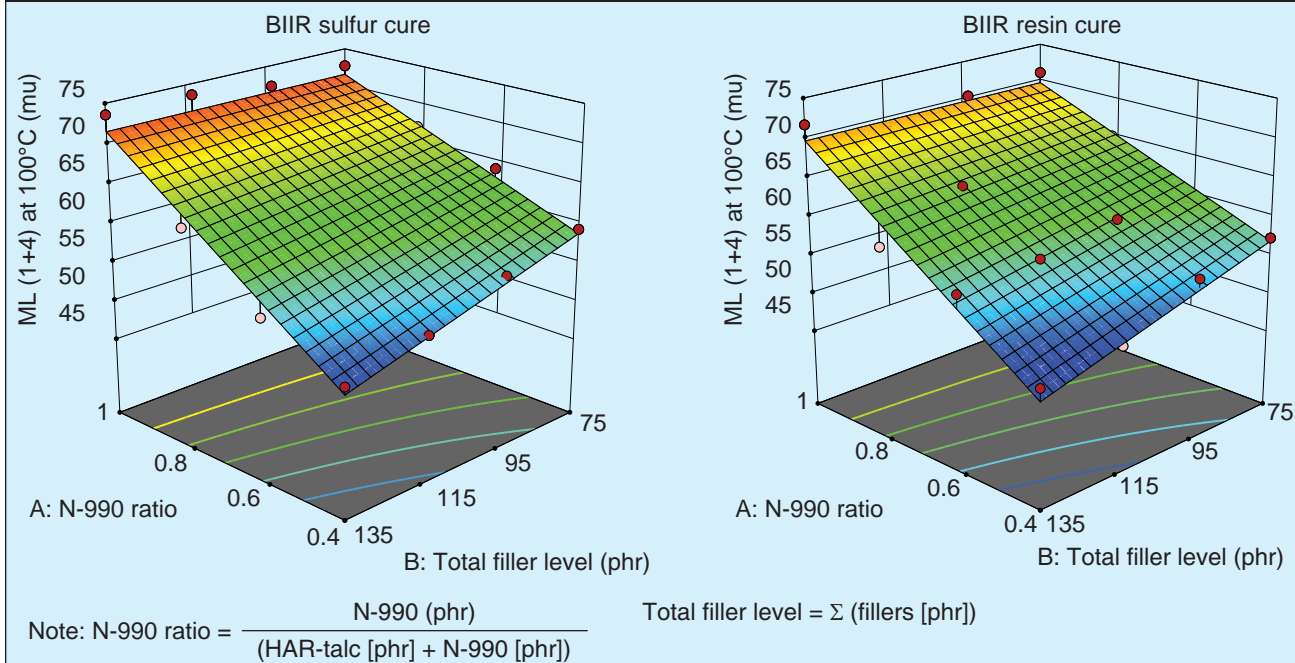 BIIR sulfur cure
ML (1+4) at 100°C (mu)
75
70
65
60
55
50
45
1
0.8
0.6
0.4
135
115
95
75
A: N-990 ratio
B: Total filler level (phr)
BIIR resin cure
ML (1+4) at 100°C (mu)
75
70
65
60
55
50
45
1
0.8
0.6
0.4
135
115
95
75
A: N-990 ratio
B: Total filler level (phr)
Note: N-990 ratio =
N-990 (phr)
(HAR-talc [phr] + N-990 [phr])
Total filler level = Σ (fillers [phr])